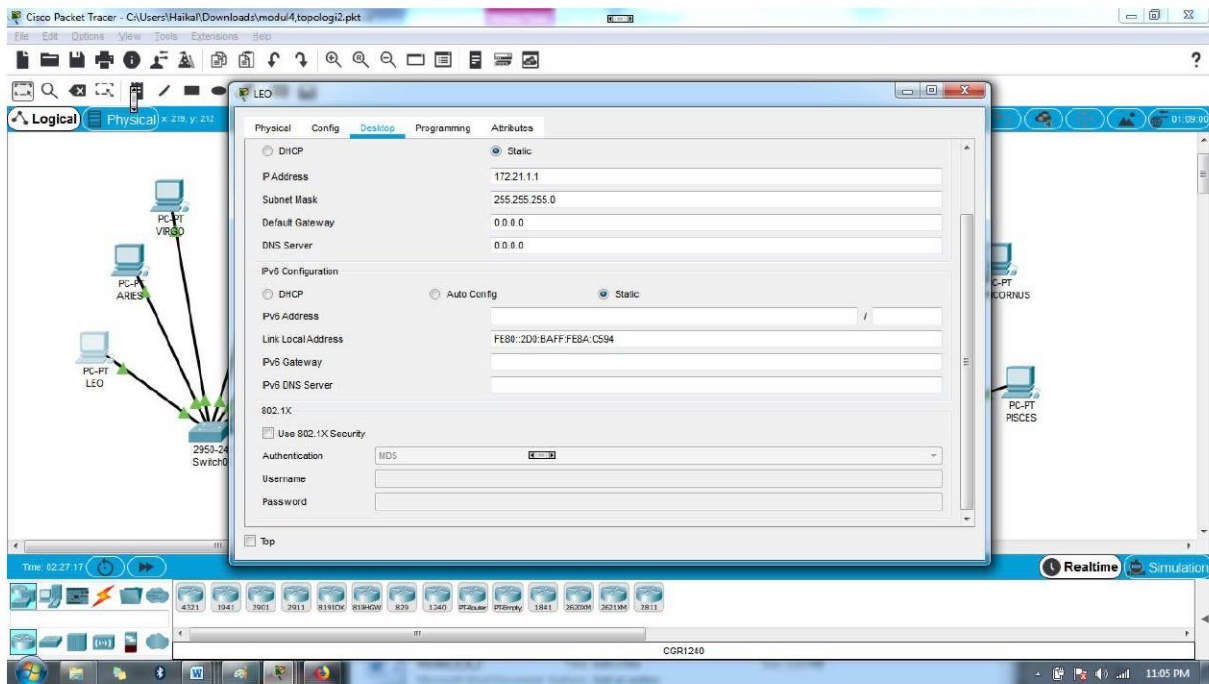 Cisco Packet Tracer - C:\Users\Haikal\Downloads\modul4,topologi2.pkt
File Edit Options View Tools Extensions Help
?
LEO
Logical
Physical x: 219, y: 212
01:09:00
Physical Config Desktop Programming Attributes
DHCP
Static
IP Address
172.21.1.1
Subnet Mask
255.255.255.0
Default Gateway
0.0.0.0
DNS Server
0.0.0.0
IPv6 Configuration
DHCP
Auto Config
Static
IPv6 Address
/
Link Local Address
FE80::2D0:BAFF:FE8A:C594
IPv6 Gateway
IPv6 DNS Server
802.1X
Use 802.1X Security
Authentication
MD5
Username
Password
Top
PC-PT
VIRGO
PC-PT
ARIES
PC-PT
LEO
2950-24
Switch0
C-PT
CORNUS
PC-PT
PISCES
Time: 02:27:17
Realtime
Simulation
4321 1941 2901 2911 819IOX 819HGW 829 1240 PT-Router PT-Empty 1841 2620XM 2621XM 2811
CGR1240
11:05 PM